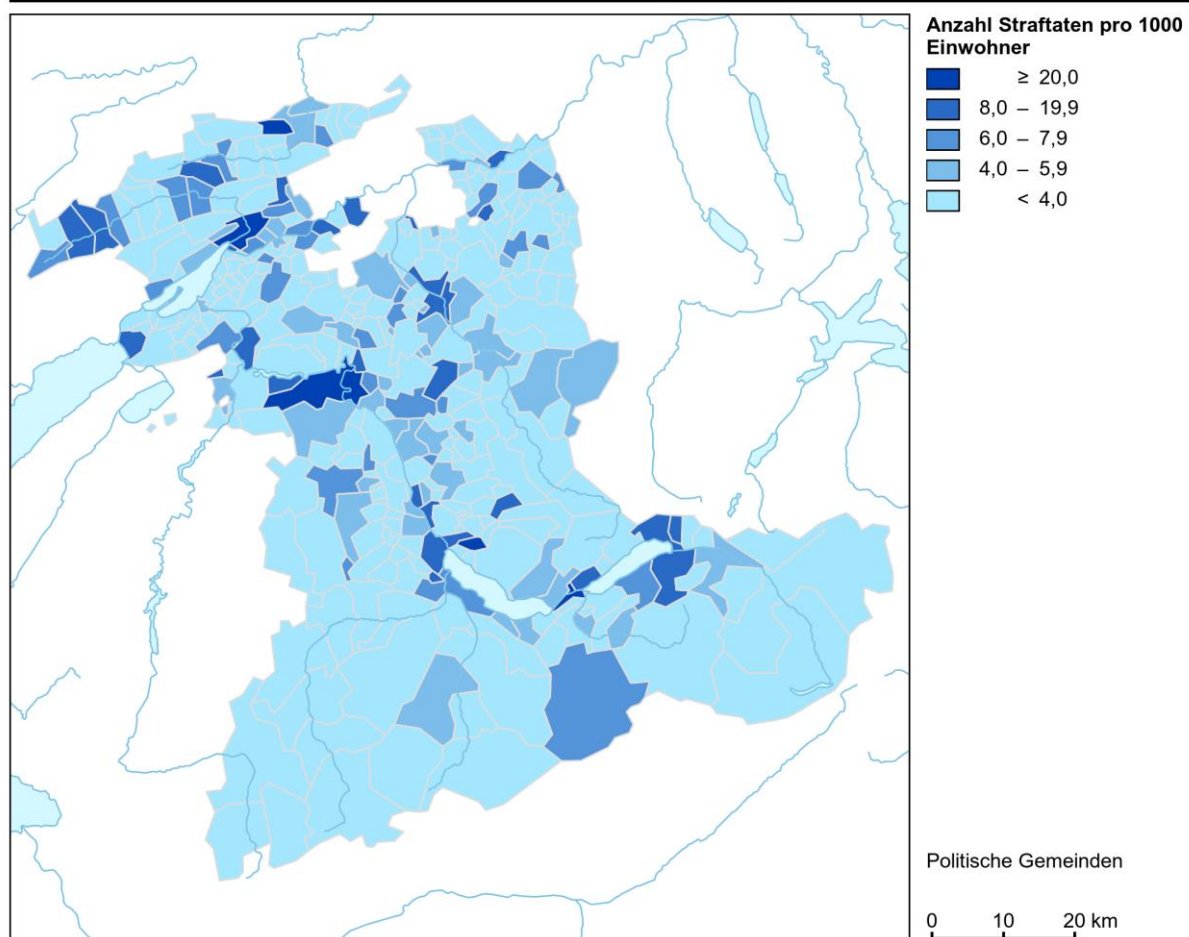 Anzahl Straftaten pro 1000
Einwohner
≥ 20,0
8,0 – 19,9
6,0 – 7,9
4,0 – 5,9
< 4,0
Politische Gemeinden
0 10 20 km